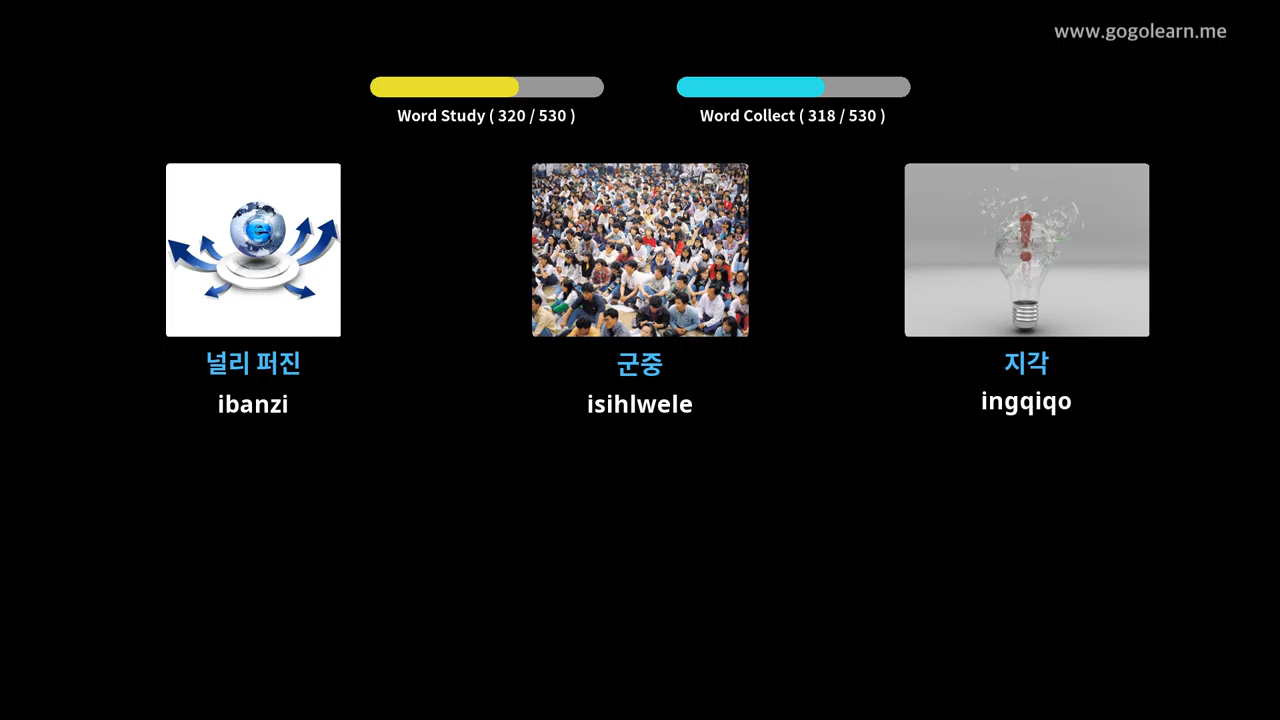 www.gogolearn.me
Word Study ( 320 / 530 )
Word Collect ( 318 / 530 )
e
널리 퍼진
군중
지각
ibanzi
isihlwele
ingqiqo